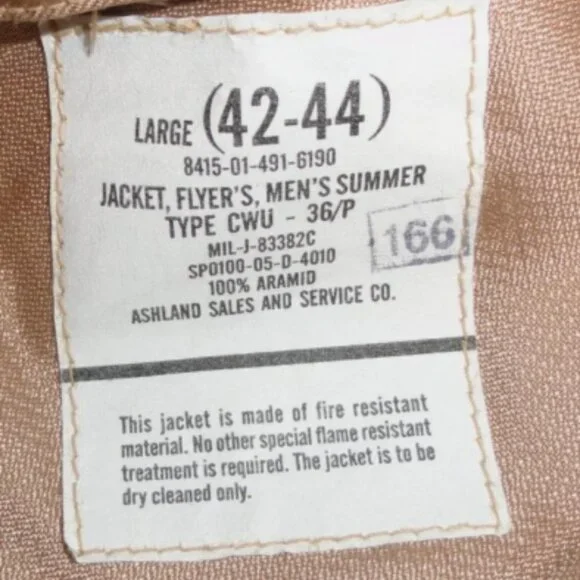 LARGE (42-44)
8415-01-491-6190
JACKET, FLYER'S, MEN'S SUMMER
TYPE CWU - 36/P
MIL-J-83382C
SP0100-05-D-4010
100% ARAMID
ASHLAND SALES AND SERVICE CO.
166
This jacket is made of fire resistant
material. No other special flame resistant
treatment is required. The jacket is to be
dry cleaned only.